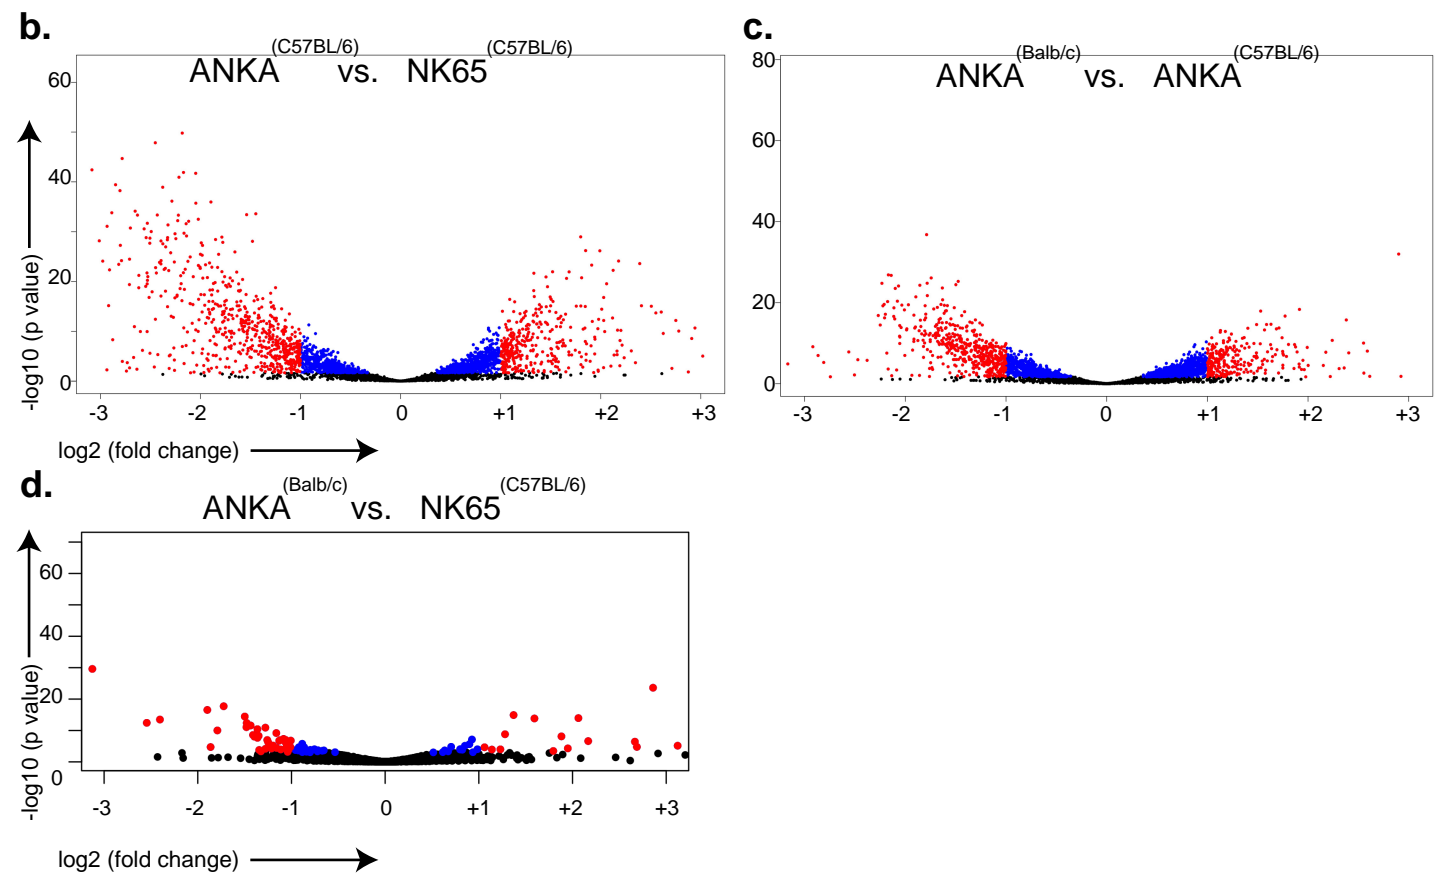 b.
ANKA(C57BL/6) vs. NK65(C57BL/6)
60
40
20
0
-log10 (p value)
-3 -2 -1 0 +1 +2 +3
log2 (fold change)
c.
ANKA(Balb/c) vs. ANKA(C57BL/6)
80
60
40
20
0
-3 -2 -1 0 +1 +2 +3
d.
ANKA(Balb/c) vs. NK65(C57BL/6)
60
40
20
0
-log10 (p value)
-3 -2 -1 0 +1 +2 +3
log2 (fold change)